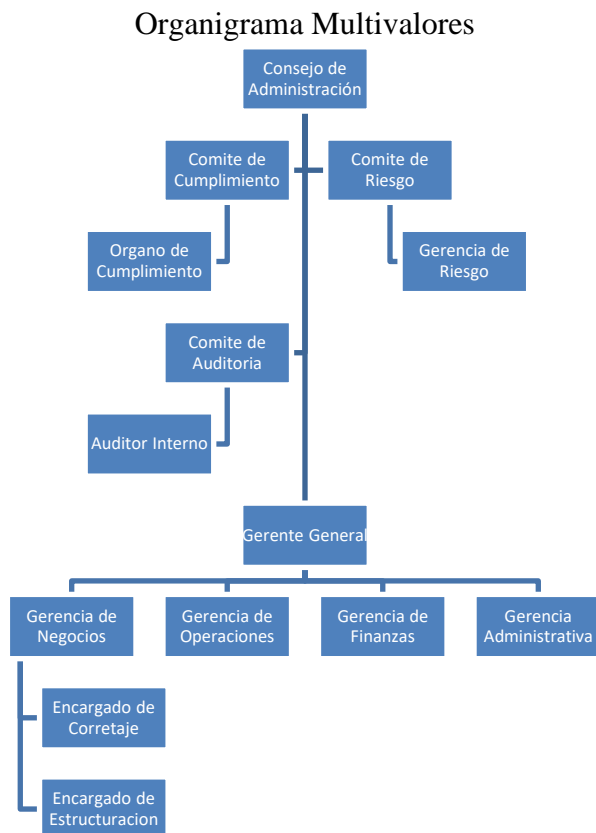 Organigrama Multivalores
Consejo de
Administración
Comite de
Cumplimiento
Comite de
Riesgo
Organo de
Cumplimiento
Gerencia de
Riesgo
Comite de
Auditoria
Auditor Interno
Gerente General
Gerencia de
Negocios
Gerencia de
Operaciones
Gerencia de
Finanzas
Gerencia
Administrativa
Encargado de
Corretaje
Encargado de
Estructuracion